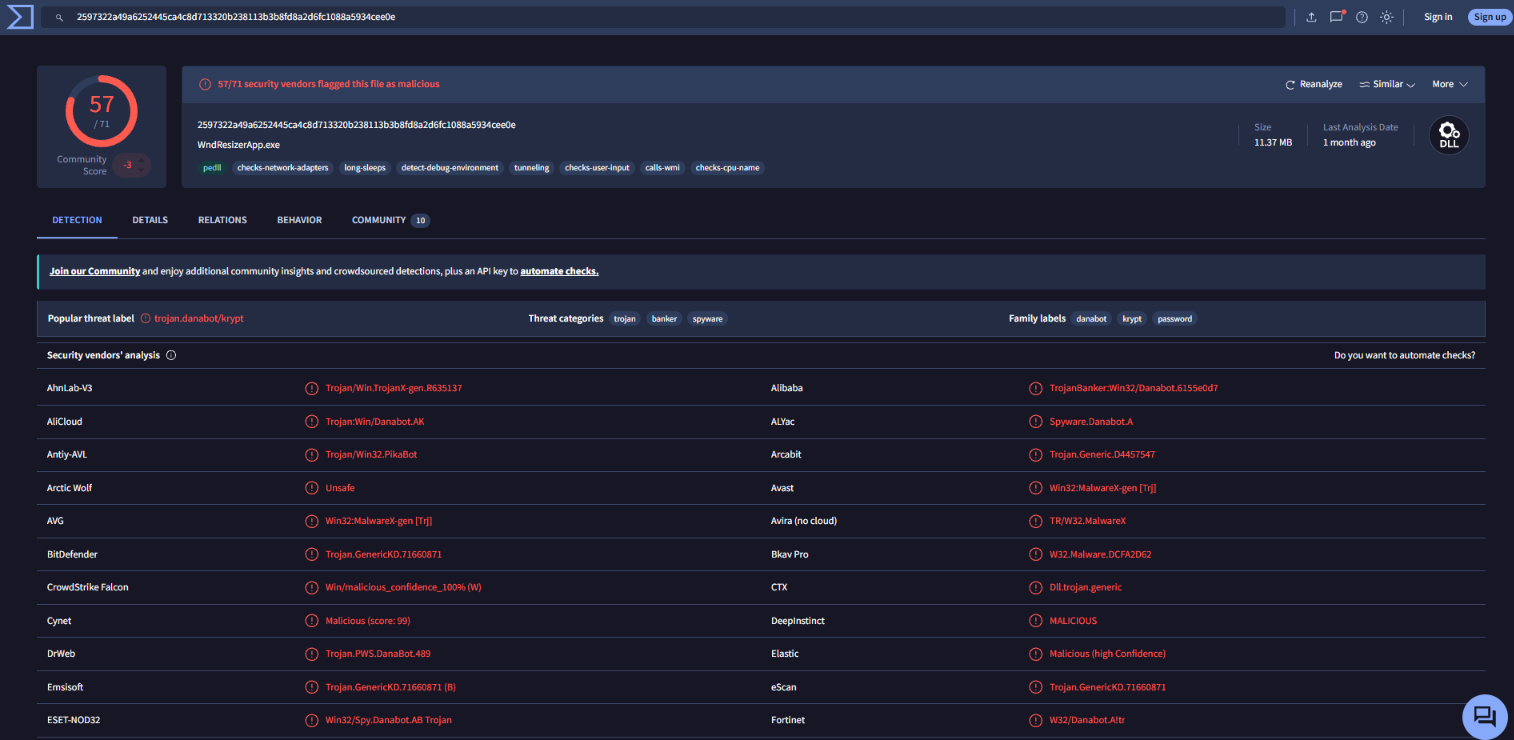 2597322a49a6252445ca4c8d713320b238113b3b8fd8a2d6fc1088a5934cee0e
Sign in
Sign up
57
/ 71
Community
Score
-3
57/71 security vendors flagged this file as malicious
Reanalyze
Similar
More
2597322a49a6252445ca4c8d713320b238113b3b8fd8a2d6fc1088a5934cee0e
WndResizerApp.exe
pedll
checks-network-adapters
long-sleeps
detect-debug-environment
tunneling
checks-user-input
calls-wmi
checks-cpu-name
Size
11.37 MB
Last Analysis Date
1 month ago
DLL
DETECTION
DETAILS
RELATIONS
BEHAVIOR
COMMUNITY 10
Join our Community and enjoy additional community insights and crowdsourced detections, plus an API key to automate checks.
Popular threat label trojan.danabot/krypt
Threat categories trojan banker spyware
Family labels danabot krypt password
Security vendors' analysis
Do you want to automate checks?
AhnLab-V3 Trojan/Win.TrojanX-gen.R635137 Alibaba TrojanBanker:Win32/Danabot.6155e0d7
AliCloud Trojan:Win/Danabot.AK ALYac Spyware.Danabot.A
Antiy-AVL Trojan/Win32.PikaBot Arcabit Trojan.Generic.D4457547
Arctic Wolf Unsafe Avast Win32:MalwareX-gen [Trj]
AVG Win32:MalwareX-gen [Trj] Avira (no cloud) TR/W32.MalwareX
BitDefender Trojan.GenericKD.71660871 Bkav Pro W32.Malware.DCFA2D62
CrowdStrike Falcon Win/malicious_confidence_100% (W) CTX Dll.trojan.generic
Cynet Malicious (score: 99) DeepInstinct MALICIOUS
DrWeb Trojan.PWS.DanaBot.489 Elastic Malicious (high Confidence)
Emsisoft Trojan.GenericKD.71660871 (B) eScan Trojan.GenericKD.71660871
ESET-NOD32 Win32/Spy.Danabot.AB Trojan Fortinet W32/Danabot.A!tr